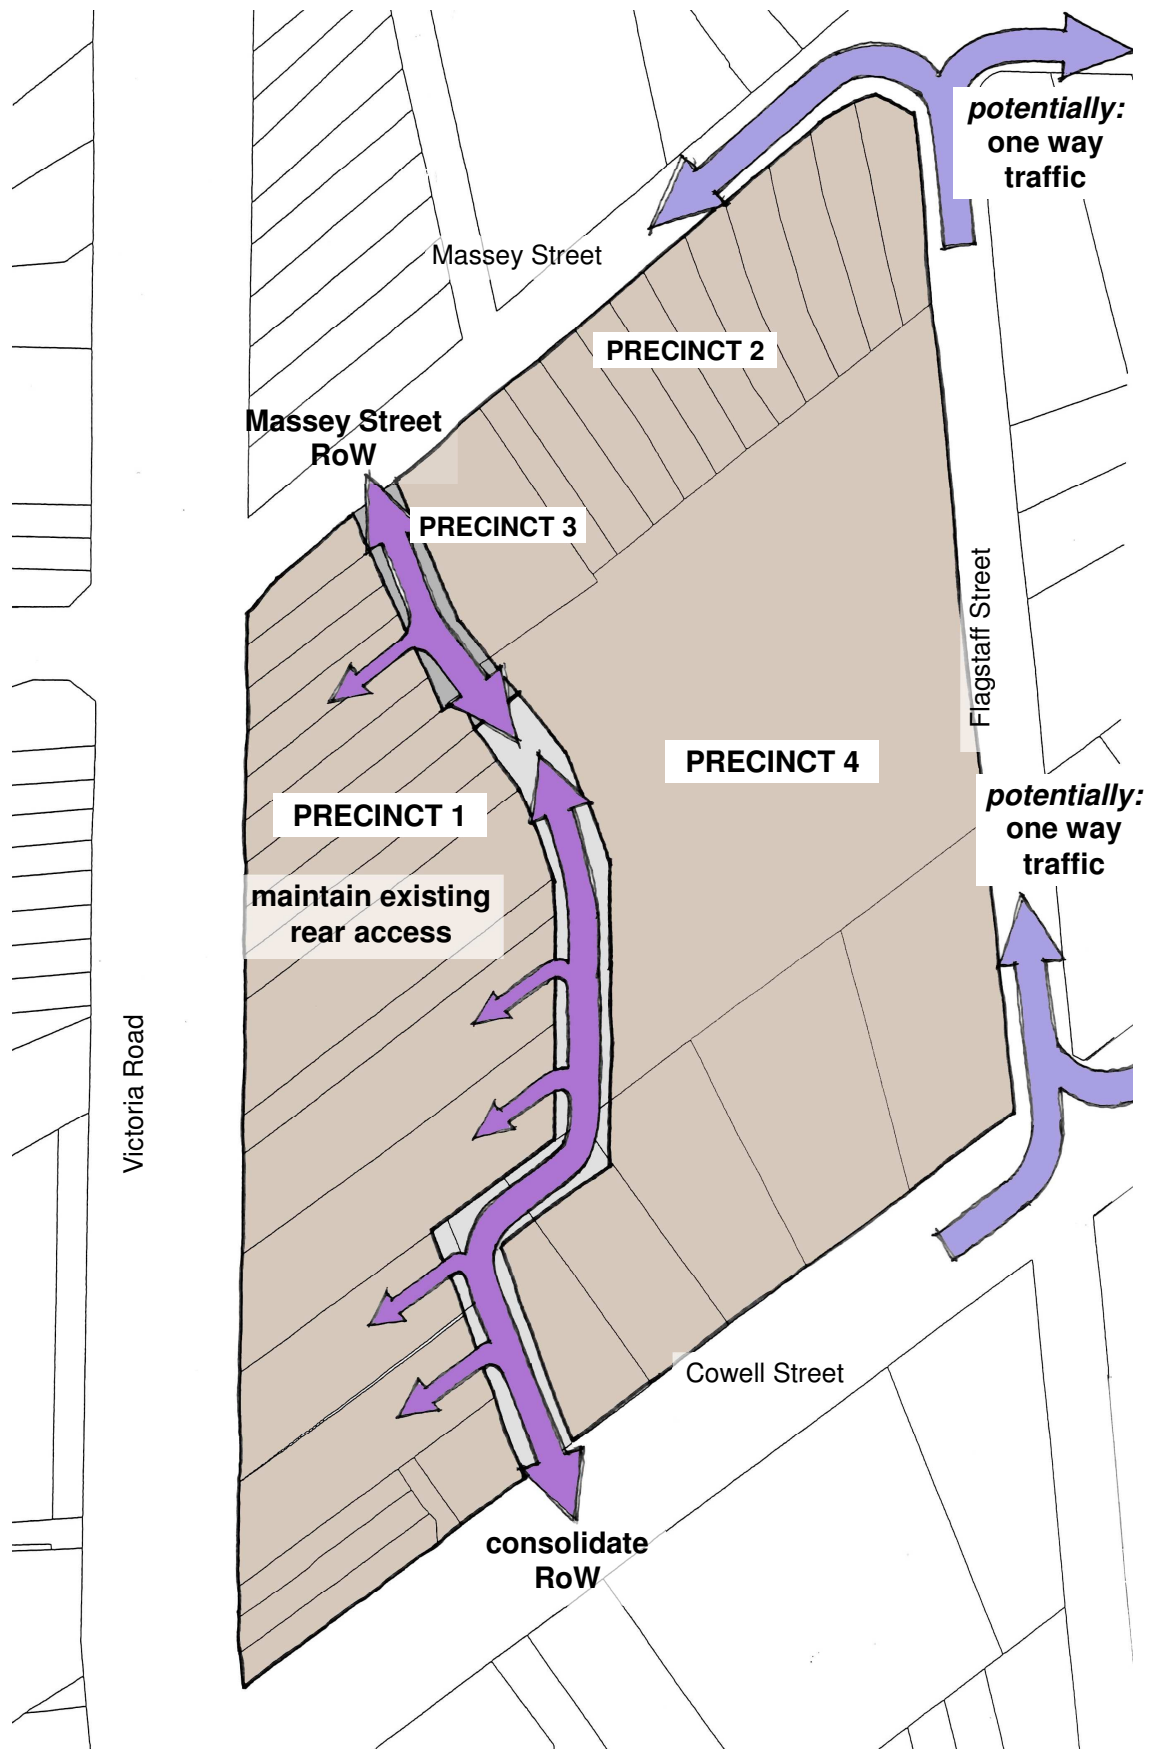 potentially:
one way
traffic
Massey Street
PRECINCT 2
Massey Street
RoW
PRECINCT 3
Flagstaff Street
PRECINCT 4
PRECINCT 1
potentially:
one way
traffic
maintain existing
rear access
Victoria Road
Cowell Street
consolidate
RoW